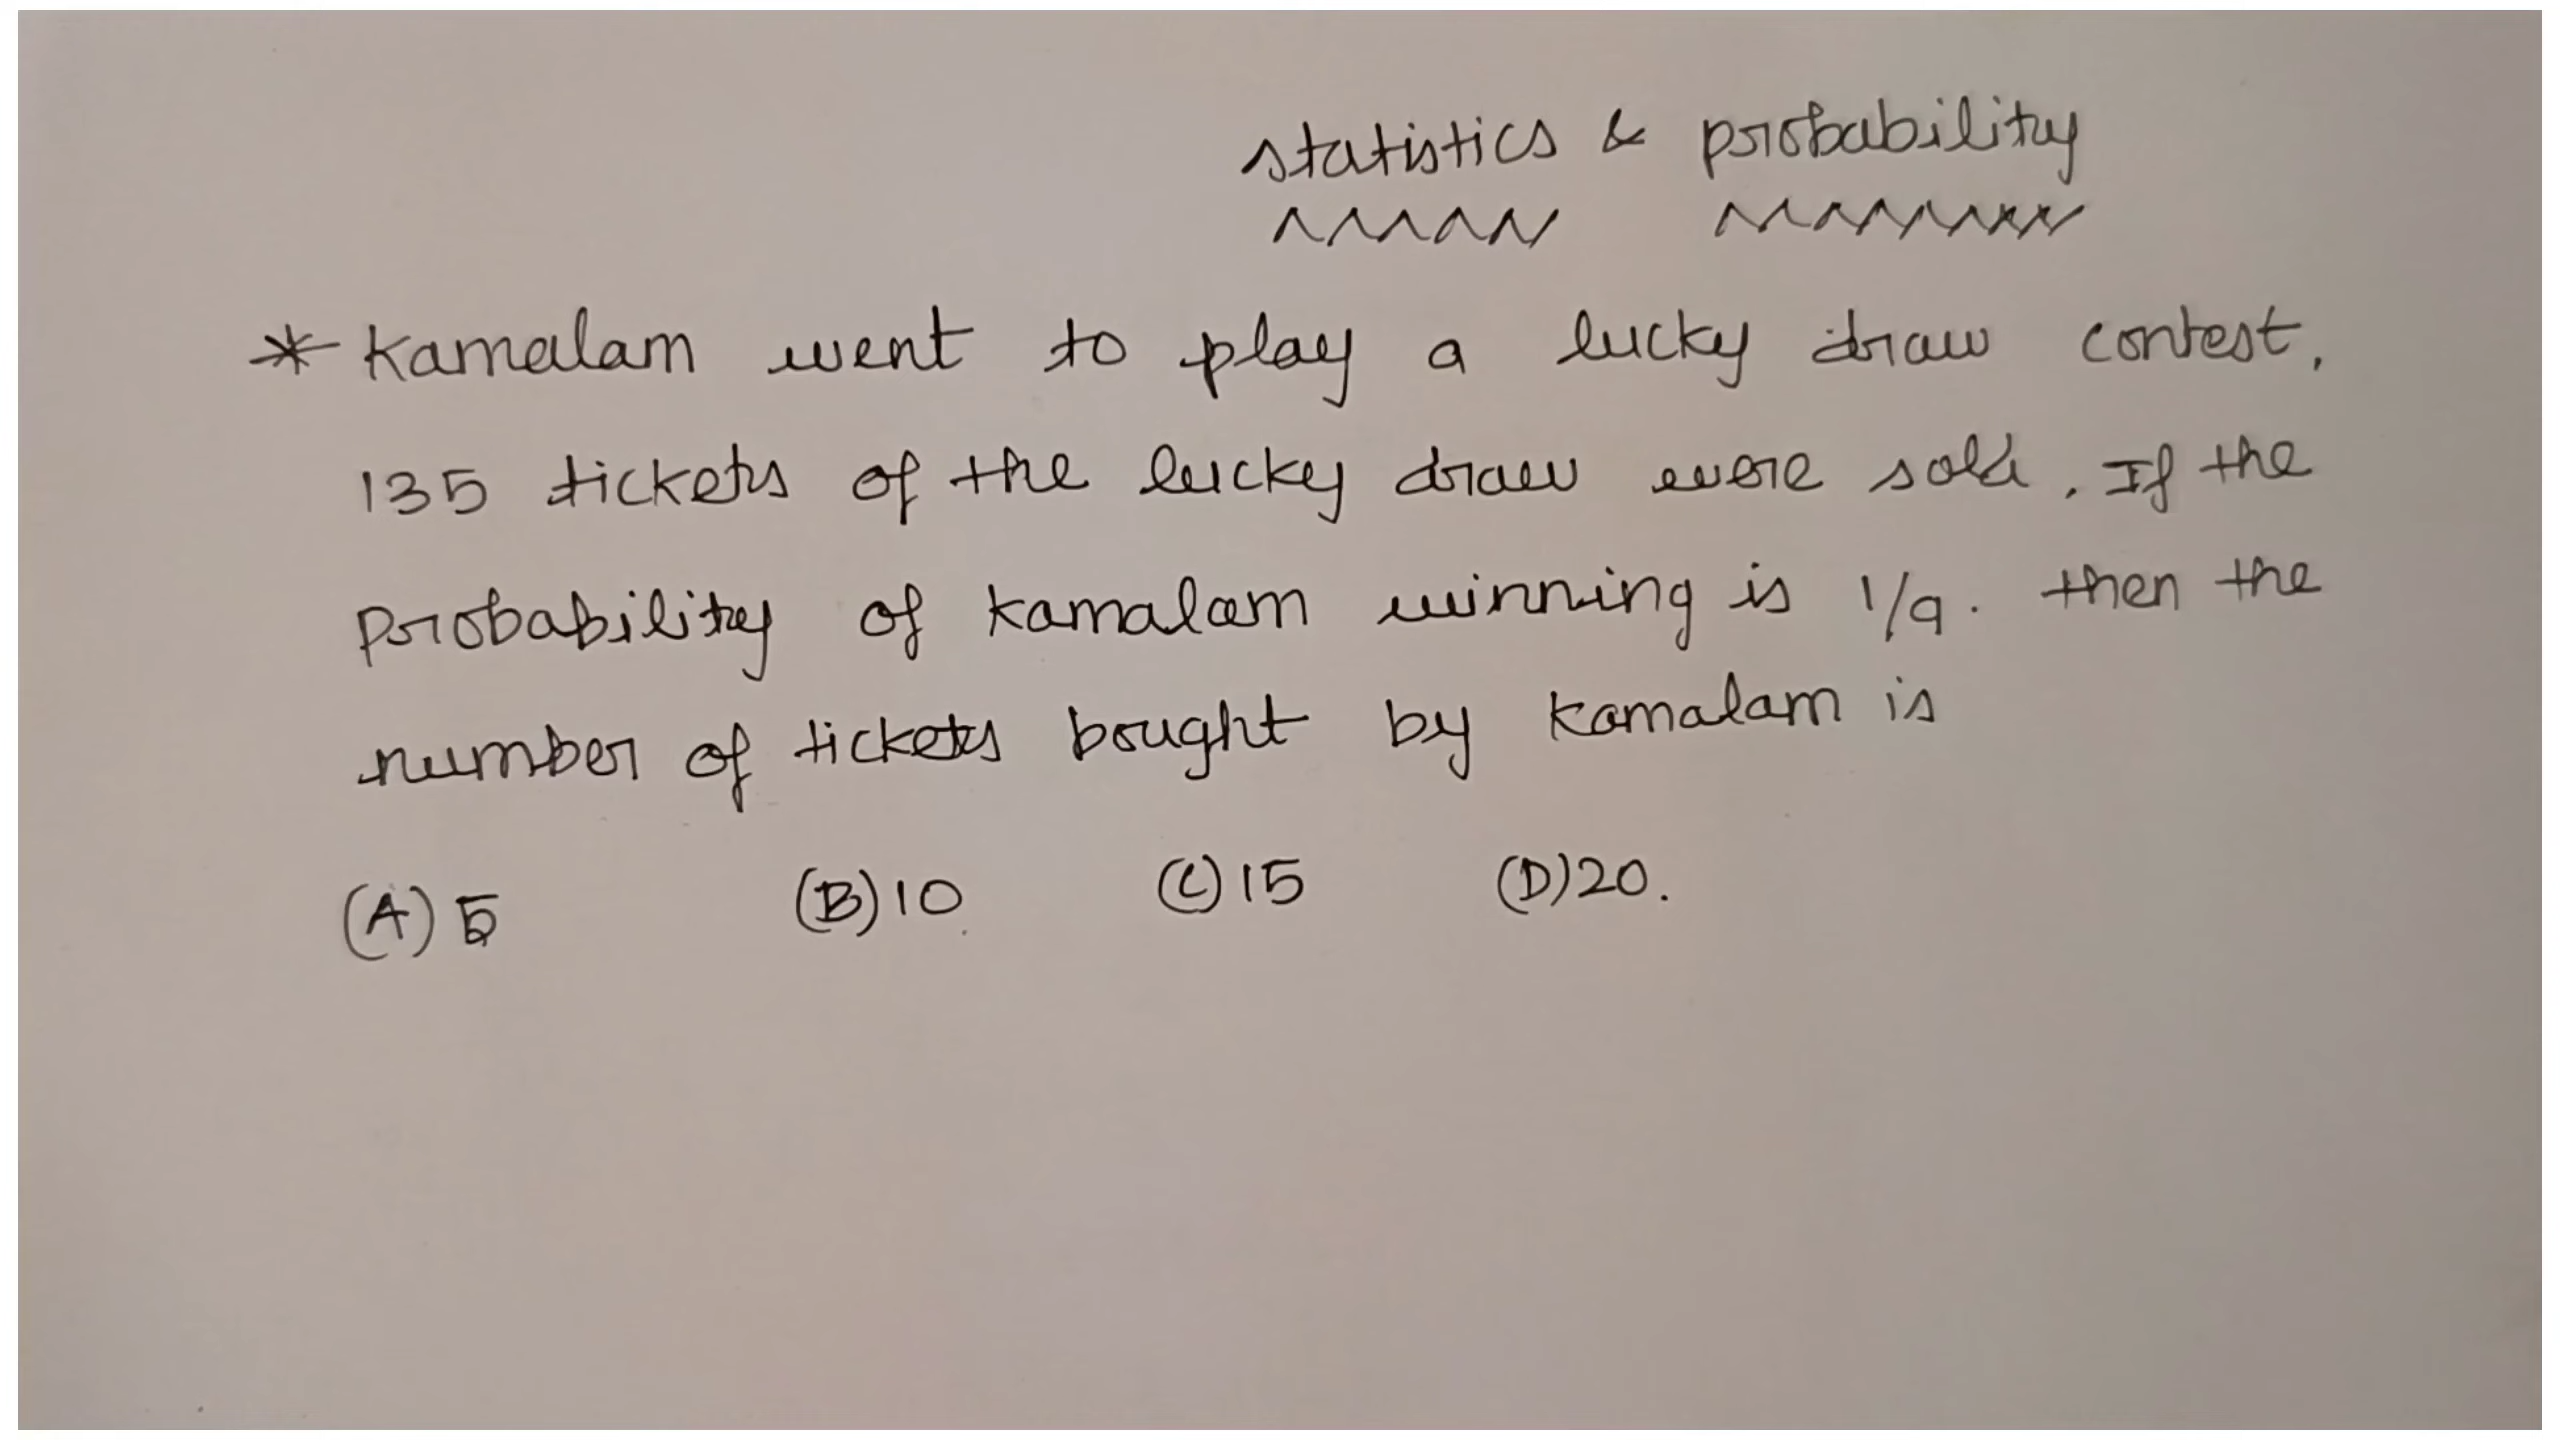 statistics & probability
* Kamalam went to play a lucky draw contest.
135 tickets of the lucky draw were sold. If the
probability of Kamalam winning is 1/9. then the
number of tickets bought by Kamalam is
(A) 5 (B) 10 (C) 15 (D) 20.